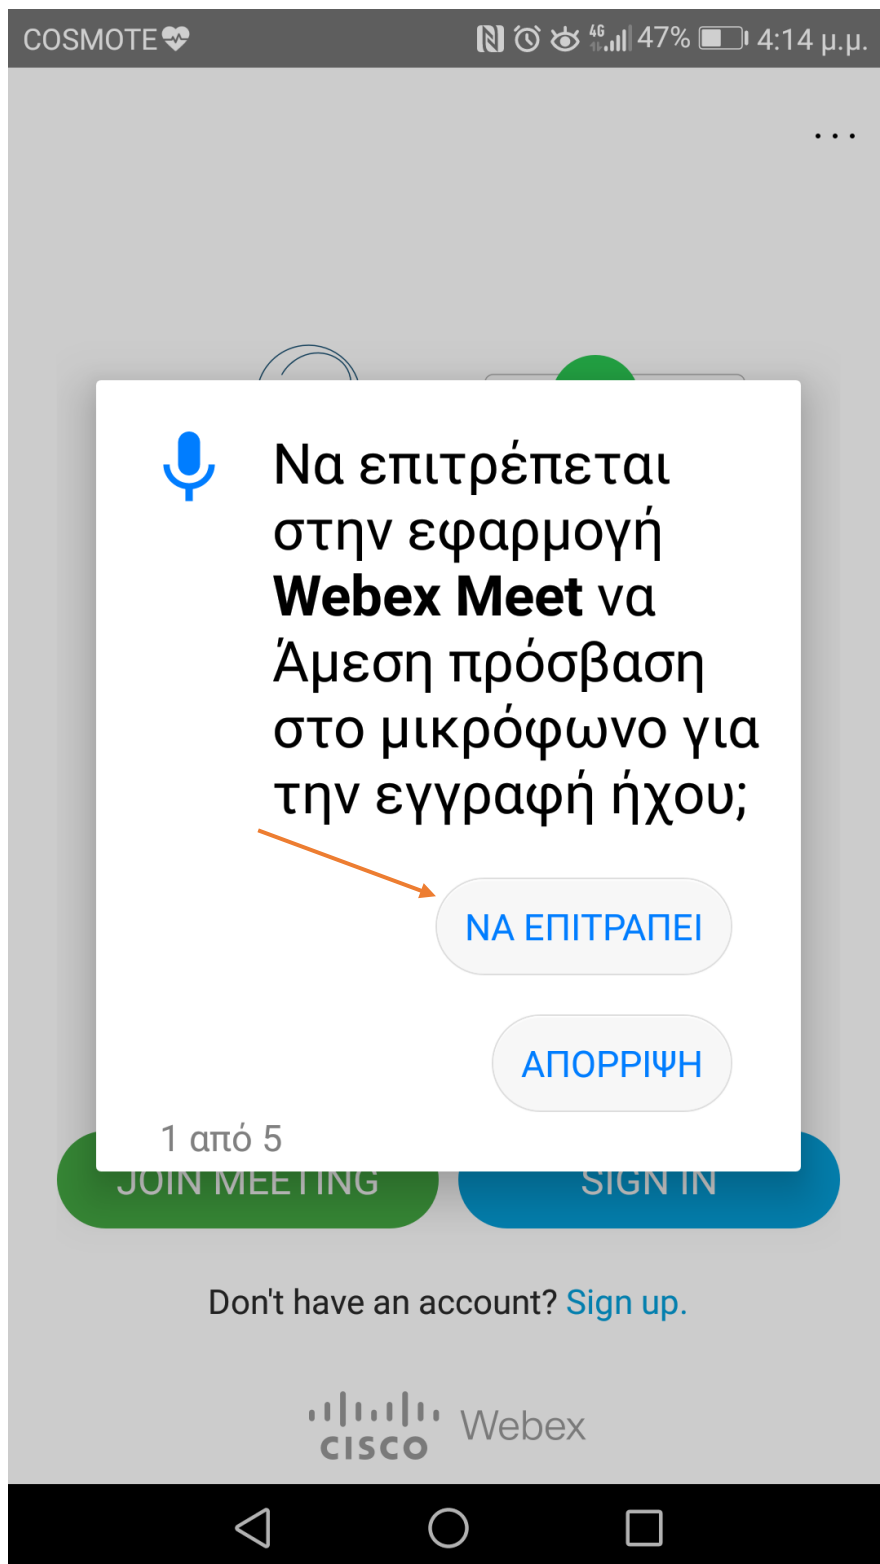 COSMOTE 4G 47% 4:14 μ.μ.
Να επιτρέπεται
στην εφαρμογή
Webex Meet να
Άμεση πρόσβαση
στο μικρόφωνο για
την εγγραφή ήχου;
ΝΑ ΕΠΙΤΡΑΠΕΙ
ΑΠΟΡΡΙΨΗ
1 από 5
JOIN MEETING SIGN IN
Don't have an account? Sign up.
CISCO Webex